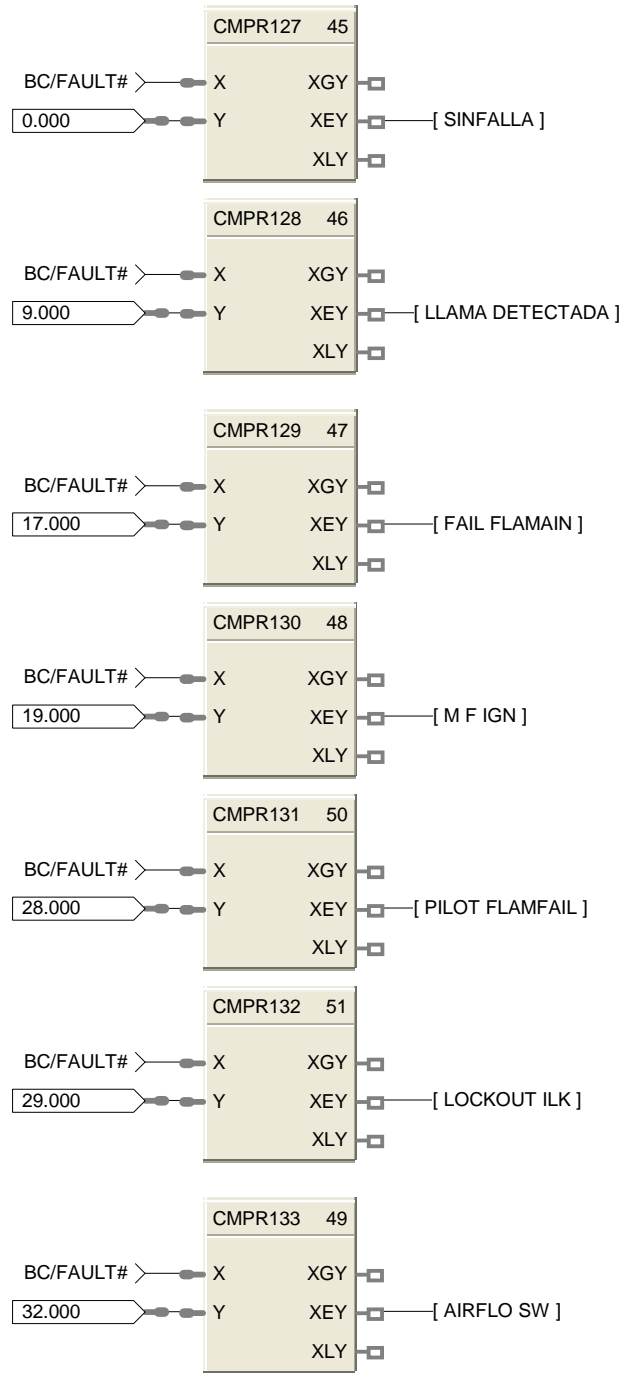 CMPR127 45
BC/FAULT# X XGY
0.000 Y XEY [ SINFALLA ]
XLY
CMPR128 46
BC/FAULT# X XGY
9.000 Y XEY [ LLAMA DETECTADA ]
XLY
CMPR129 47
BC/FAULT# X XGY
17.000 Y XEY [ FAIL FLAMAIN ]
XLY
CMPR130 48
BC/FAULT# X XGY
19.000 Y XEY [ M F IGN ]
XLY
CMPR131 50
BC/FAULT# X XGY
28.000 Y XEY [ PILOT FLAMFAIL ]
XLY
CMPR132 51
BC/FAULT# X XGY
29.000 Y XEY [ LOCKOUT ILK ]
XLY
CMPR133 49
BC/FAULT# X XGY
32.000 Y XEY [ AIRFLO SW ]
XLY